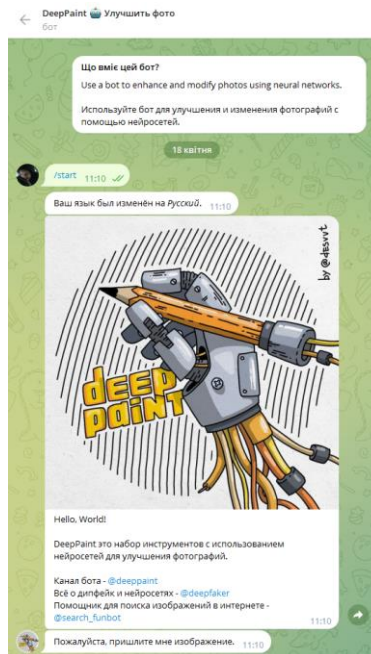 DeepPaint 🤖 Улучшить фото
бот
Що вміє цей бот?
Use a bot to enhance and modify photos using neural networks.
Используйте бот для улучшения и изменения фотографий с
помощью нейросетей.
18 квітня
/start 11:10
Ваш язык был изменён на Русский. 11:10
by @desvvt
deep
paint
Hello, World!
DeepPaint это набор инструментов с использованием
нейросетей для улучшения фотографий.
Канал бота - @deeppaint
Всё о дипфейк и нейросетях - @deepfaker
Помощник для поиска изображений в интернете -
@search_funbot
11:10
Пожалуйста, пришлите мне изображение. 11:10